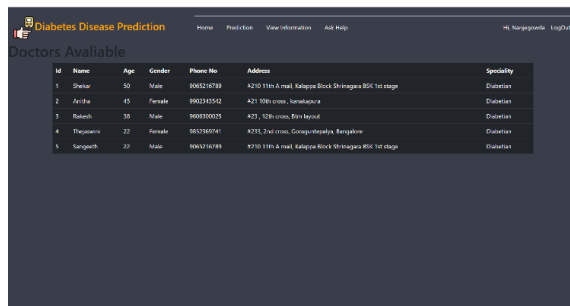 Diabetes Disease Prediction Home Prediction View Information Ask Help Hi, Nanjegowda LogOut
Doctors Avaliable
Id Name Age Gender Phone No Address Speciality
1 Shekar 50 Male 9065216789 #210 11th A mail, Kalappa Block Shrinagara BSK 1st stage Diabetian
2 Anitha 45 Female 9902543542 #21 10th cross , kanakapura Diabetian
3 Rakesh 38 Male 9608300025 #23 , 12th cross, Btm layout Diabetian
4 Thejaswini 22 Female 9852369741 #233, 2nd cross, Goraguntepalya, Bangalore Diabetian
5 Sangeeth 22 Male 9065216789 #210 11th A mail, Kalappa Block Shrinagara BSK 1st stage Diabetian